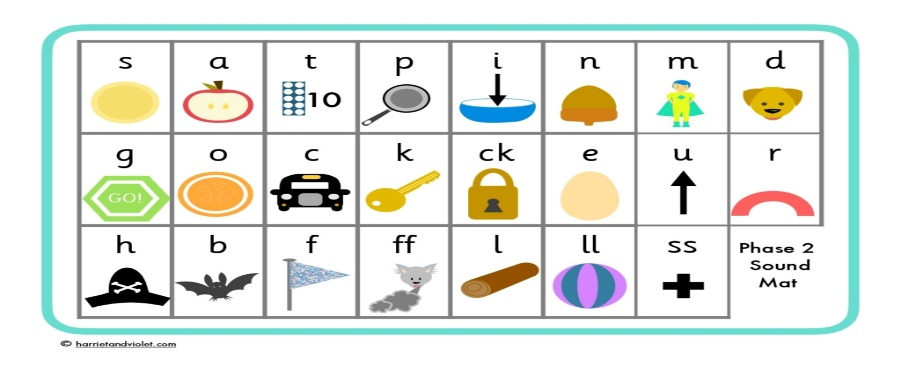 s a t p i n m d
10
g o c k ck e u r
GO!
h b f ff l ll ss
Phase 2
Sound
Mat
© harrietandviolet.com